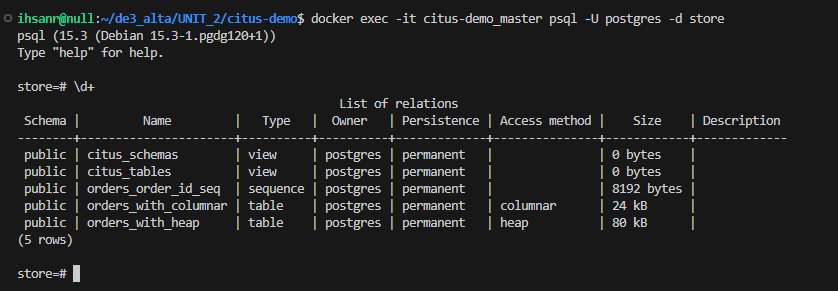 ihsanr@null:~/de3_alta/UNIT_2/citus-demo$ docker exec -it citus-demo_master psql -U postgres -d store
psql (15.3 (Debian 15.3-1.pgdg120+1))
Type "help" for help.

store=# \d+
                                          List of relations
 Schema |         Name         |   Type   |  Owner   | Persistence | Access method |    Size    | Description
--------+----------------------+----------+----------+-------------+---------------+------------+-------------
 public | citus_schemas        | view     | postgres | permanent   |               | 0 bytes    |
 public | citus_tables         | view     | postgres | permanent   |               | 0 bytes    |
 public | orders_order_id_seq  | sequence | postgres | permanent   |               | 8192 bytes |
 public | orders_with_columnar | table    | postgres | permanent   | columnar      | 24 kB      |
 public | orders_with_heap     | table    | postgres | permanent   | heap          | 80 kB      |
(5 rows)

store=#